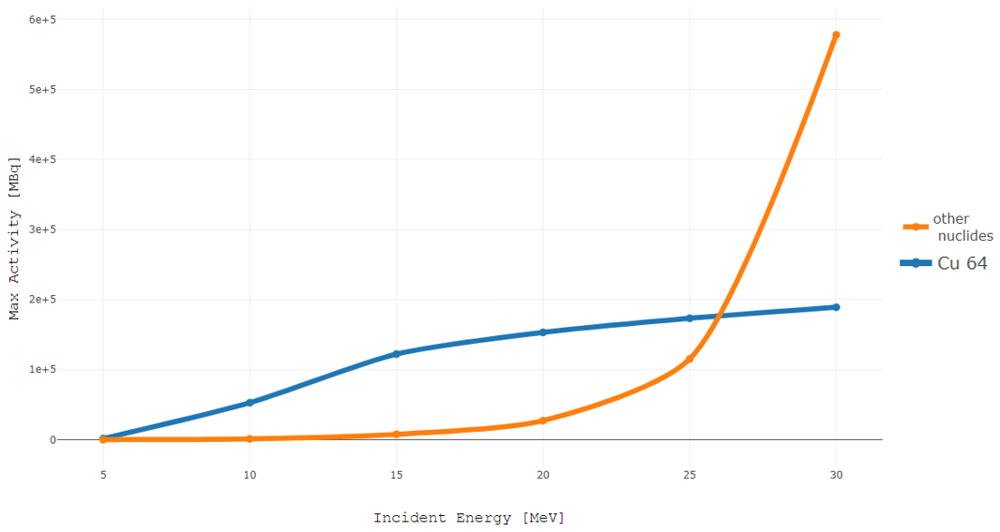 6e+5
5e+5
4e+5
3e+5
2e+5
1e+5
0
Max Activity [MBq]
5 10 15 20 25 30
Incident Energy [MeV]
other
nuclides
Cu 64